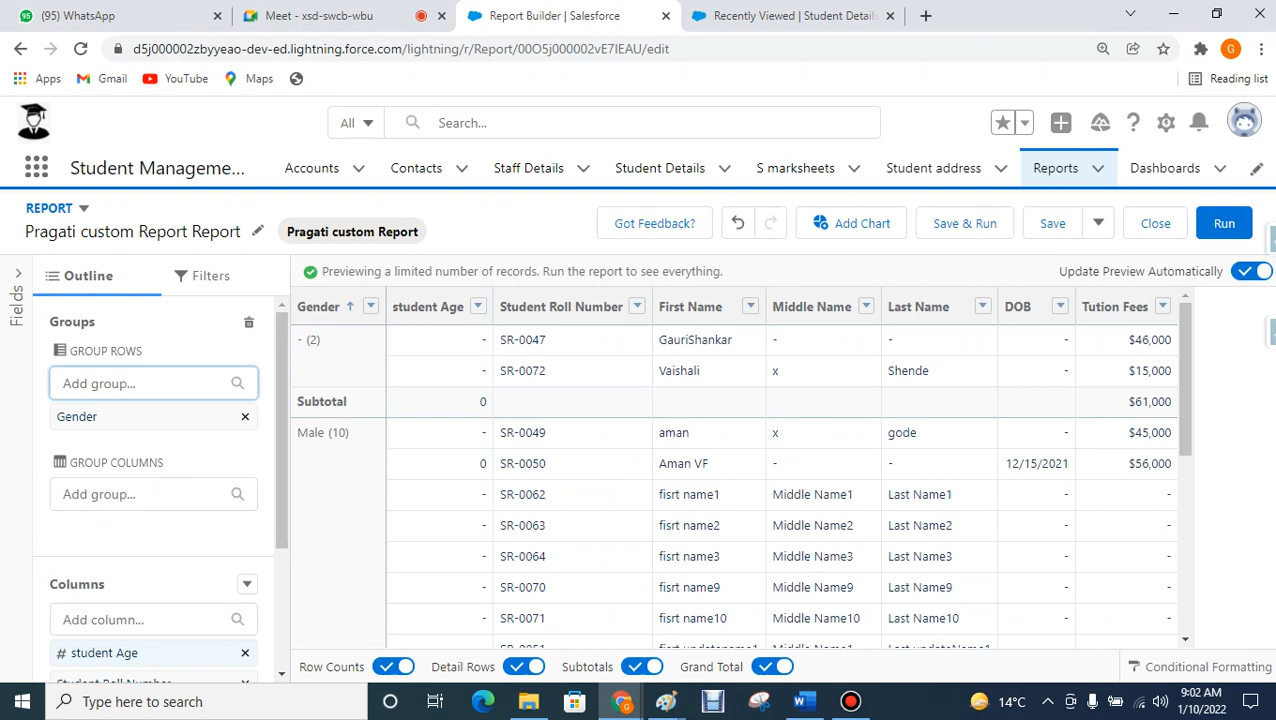 (95) WhatsApp
Meet - xsd-swcb-wbu
Report Builder | Salesforce
Recently Viewed | Student Details
d5j000002zbyyeao-dev-ed.lightning.force.com/lightning/r/Report/00O5j000002vE7IEAU/edit
Apps
Gmail
YouTube
Maps
Reading list
All
Search...
Student Manageme...
Accounts
Contacts
Staff Details
Student Details
S marksheets
Student address
Reports
Dashboards
REPORT
Pragati custom Report Report
Pragati custom Report
Got Feedback?
Add Chart
Save & Run
Save
Close
Run
Fields
Outline
Filters
Previewing a limited number of records. Run the report to see everything.
Update Preview Automatically
Groups
GROUP ROWS
Add group...
Gender
GROUP COLUMNS
Add group...
Columns
Add column...
# student Age
Gender student Age Student Roll Number First Name Middle Name Last Name DOB Tution Fees
- (2) - SR-0047 GauriShankar - - - $46,000
- SR-0072 Vaishali x Shende - $15,000
Subtotal 0 $61,000
Male (10) - SR-0049 aman x gode - $45,000
0 SR-0050 Aman VF - - 12/15/2021 $56,000
- SR-0062 fisrt name1 Middle Name1 Last Name1 - -
- SR-0063 fisrt name2 Middle Name2 Last Name2 - -
- SR-0064 fisrt name3 Middle Name3 Last Name3 - -
- SR-0070 fisrt name9 Middle Name9 Last Name9 - -
- SR-0071 fisrt name10 Middle Name10 Last Name10 - -
Row Counts
Detail Rows
Subtotals
Grand Total
Conditional Formatting
Type here to search
14°C
9:02 AM
1/10/2022